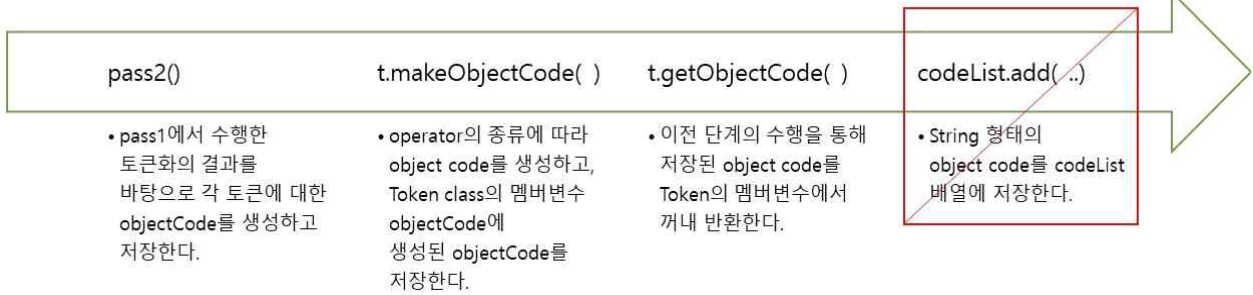 pass2()
• pass1에서 수행한
토큰화의 결과를
바탕으로 각 토큰에 대한
objectCode를 생성하고
저장한다.
t.makeObjectCode( )
• operator의 종류에 따라
object code를 생성하고,
Token class의 멤버변수
objectCode에
생성된 objectCode를
저장한다.
t.getObjectCode( )
• 이전 단계의 수행을 통해
저장된 object code를
Token의 멤버변수에서
꺼내 반환한다.
codeList.add( ..)
• String 형태의
object code를 codeList
배열에 저장한다.